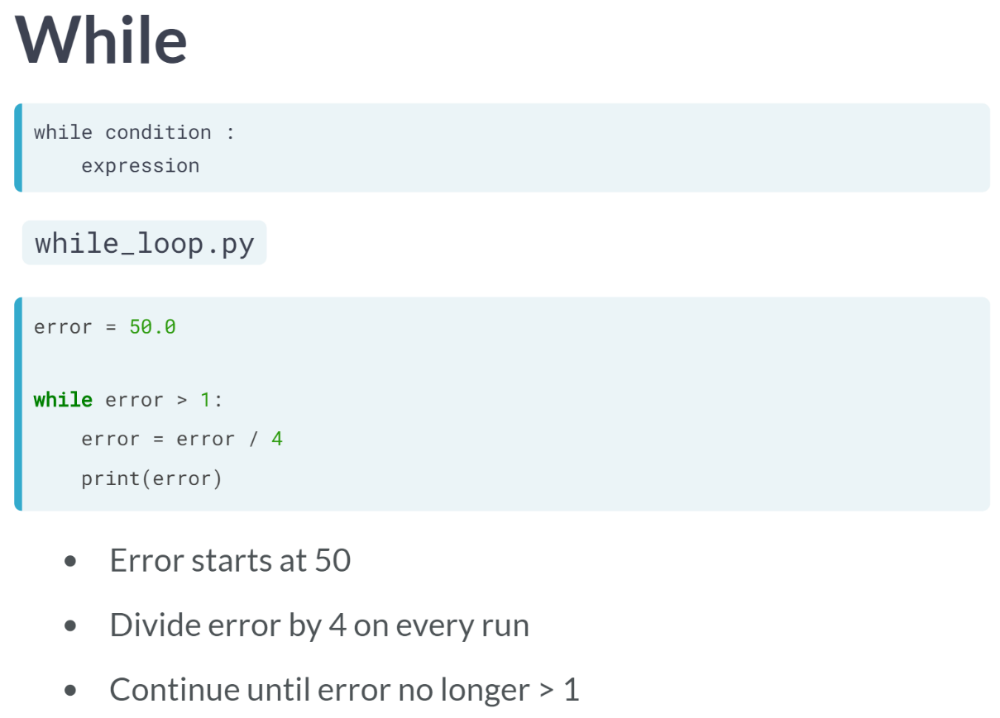 While
while condition :
    expression
while_loop.py
error = 50.0
while error > 1:
    error = error / 4
    print(error)
• Error starts at 50
• Divide error by 4 on every run
• Continue until error no longer > 1